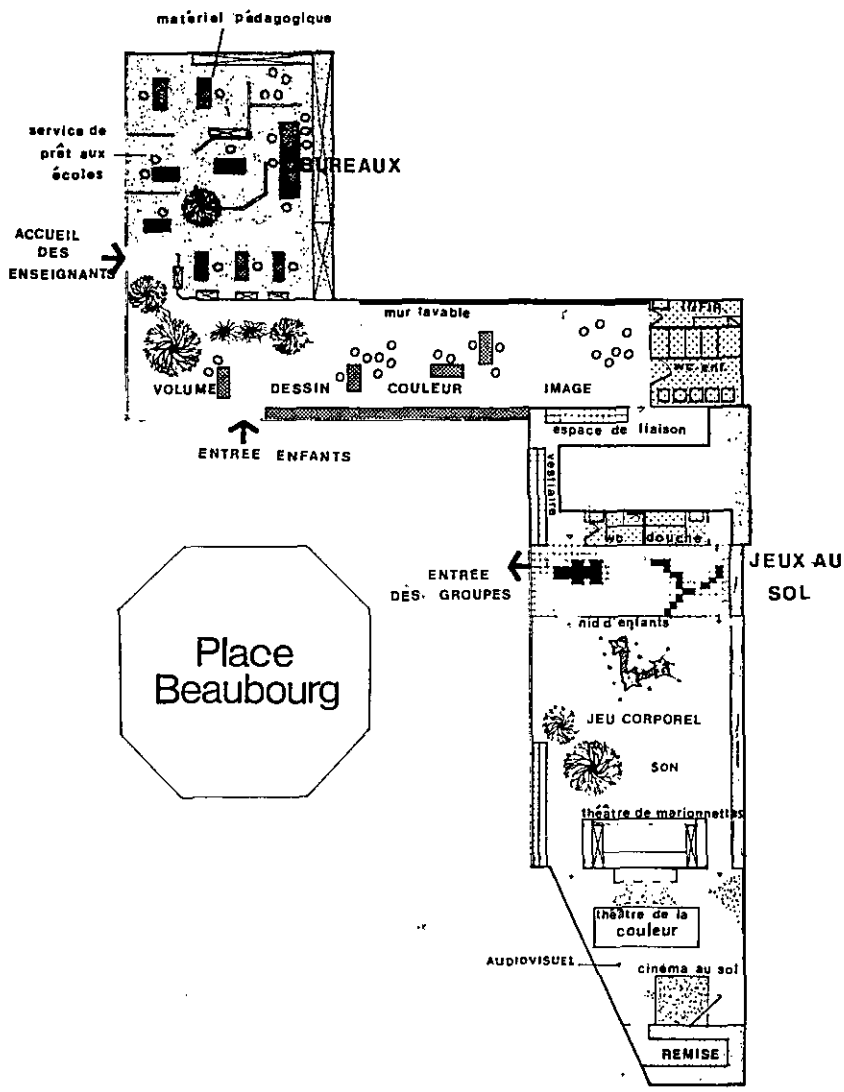 matériel pédagogique
service de
prêt aux
écoles
BUREAUX
ACCUEIL
DES
ENSEIGNANTS
mur lavable
INFIR
VOLUME
DESSIN
COULEUR
IMAGE
wc enf.
espace de liaison
ENTREE ENFANTS
vestiaire
wc douche
ENTRÉE
DES GROUPES
JEUX AU
SOL
nid d'enfants
Place
Beaubourg
JEU CORPOREL
SON
théâtre de marionnettes
théâtre de la
couleur
AUDIOVISUEL
cinéma au sol
REMISE